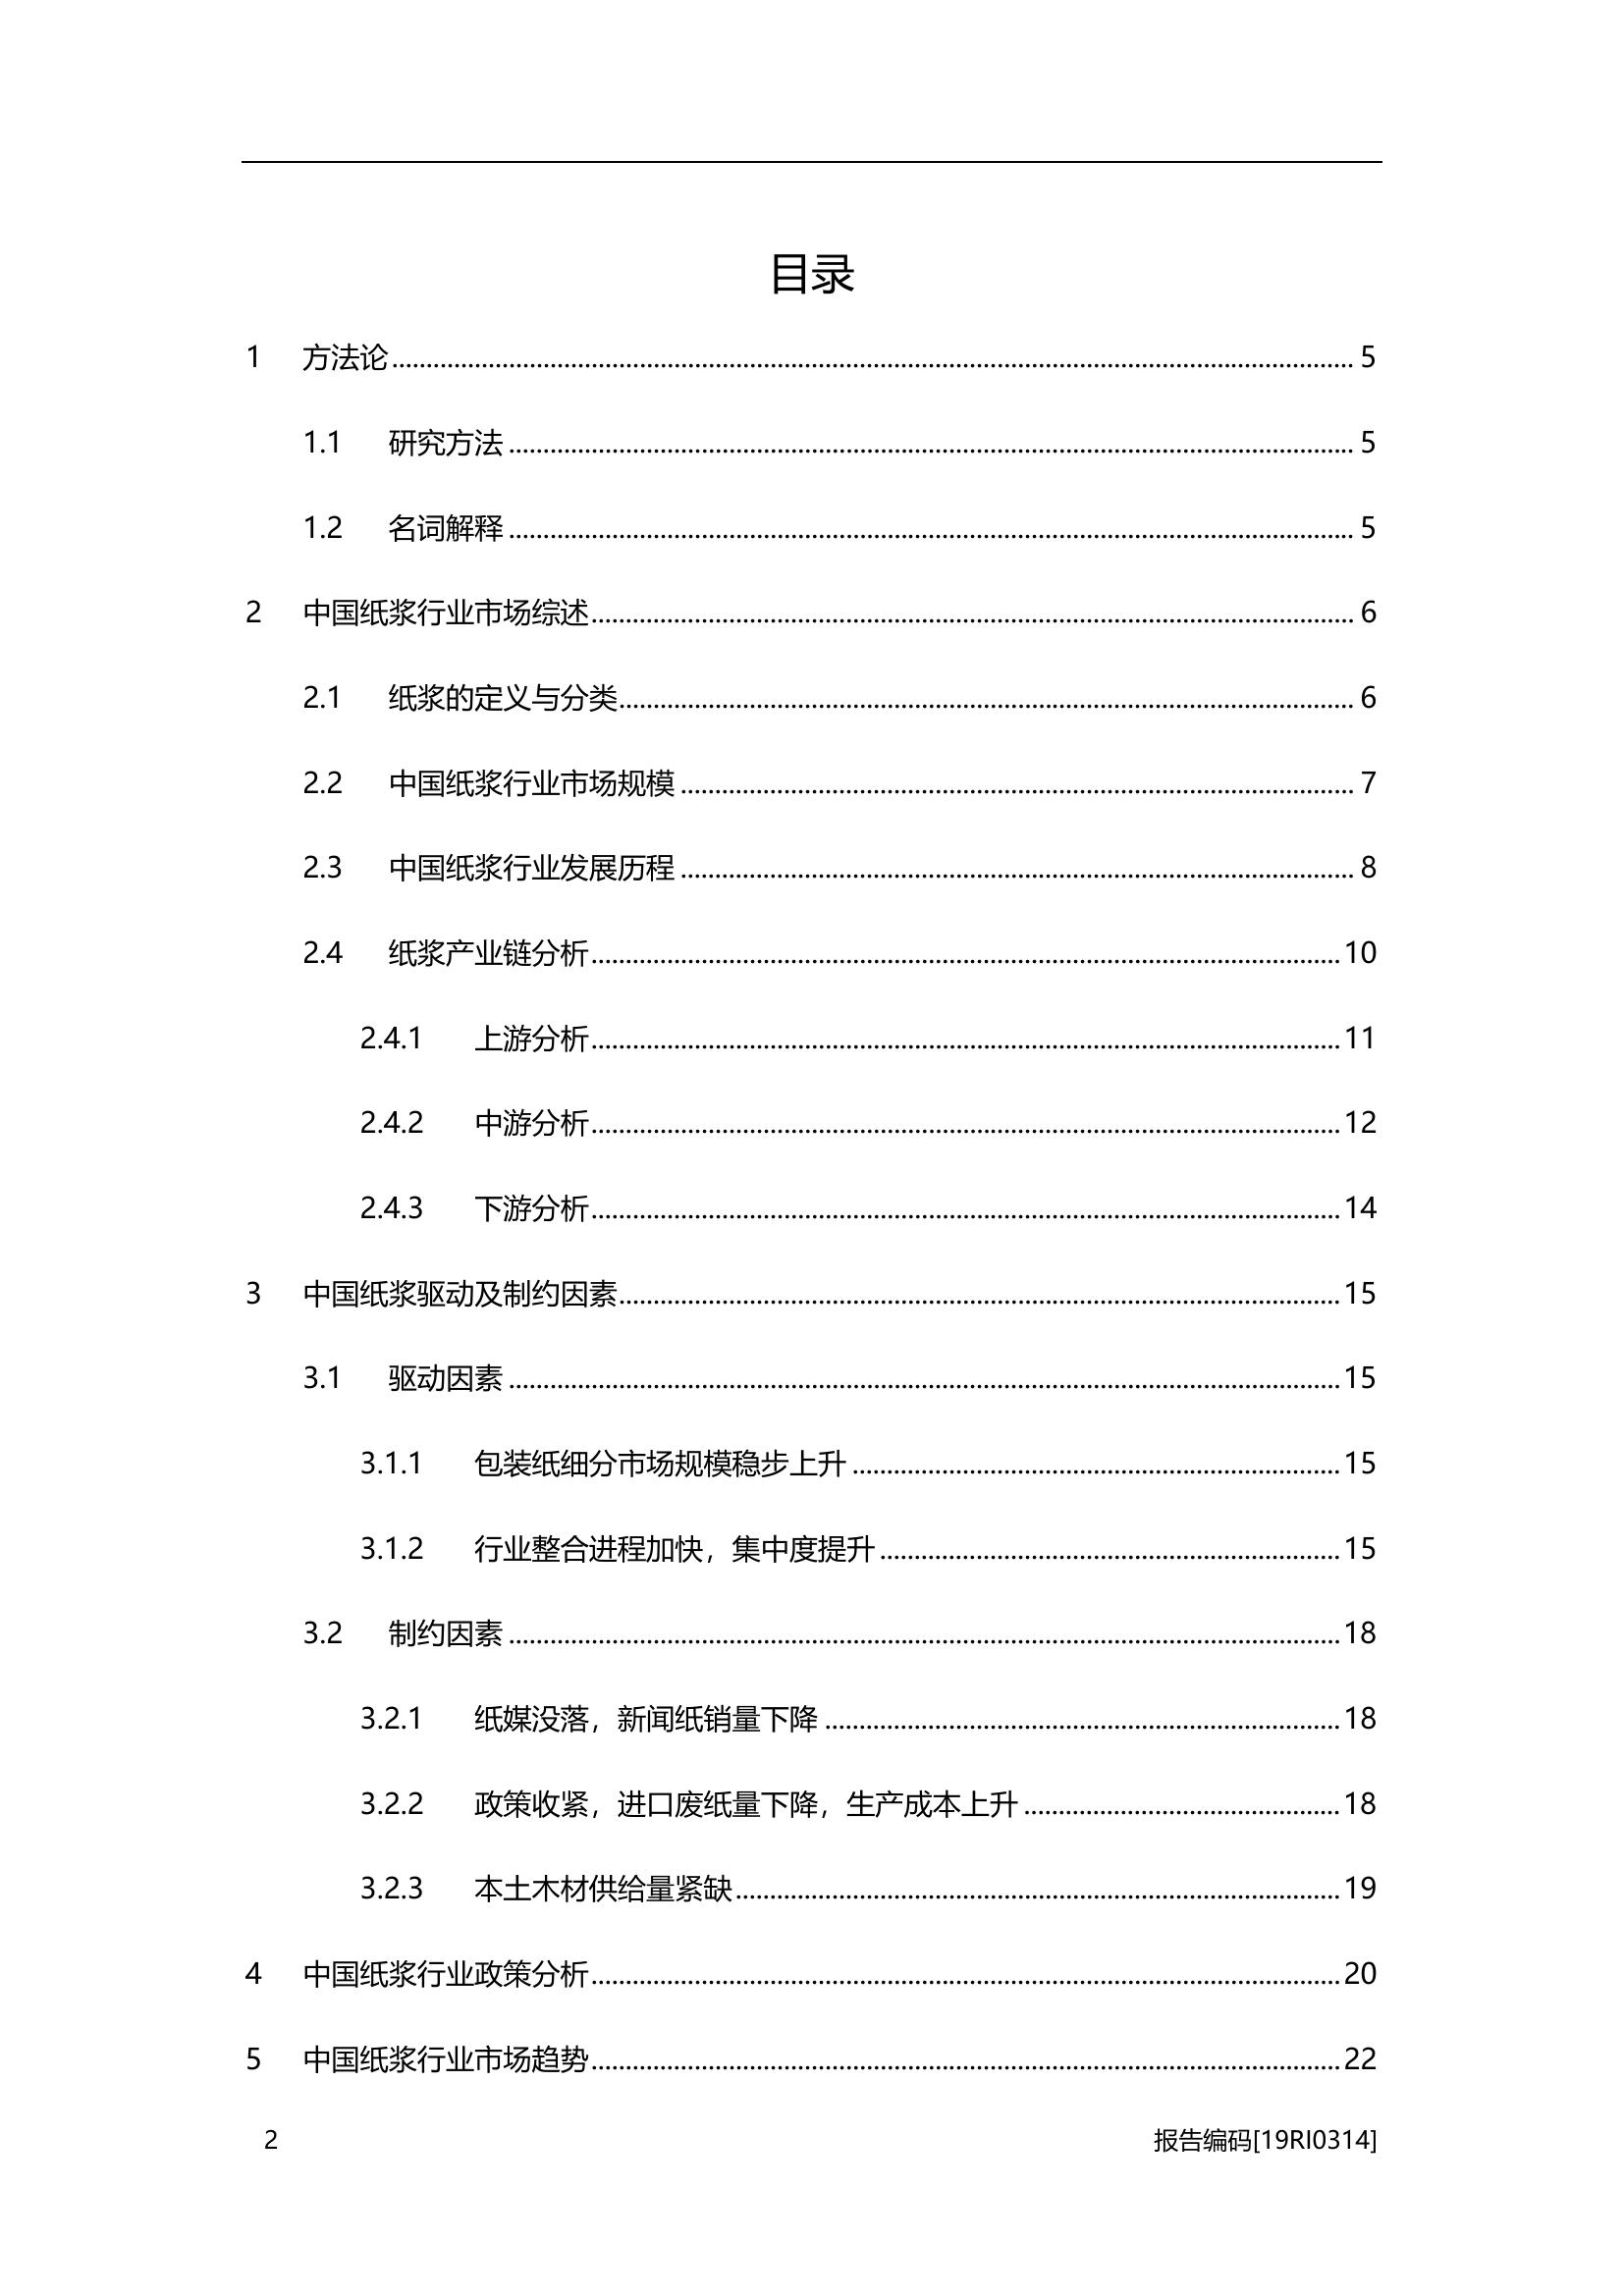 目录
1 方法论 5
1.1 研究方法 5
1.2 名词解释 5
2 中国纸浆行业市场综述 6
2.1 纸浆的定义与分类 6
2.2 中国纸浆行业市场规模 7
2.3 中国纸浆行业发展历程 8
2.4 纸浆产业链分析 10
2.4.1 上游分析 11
2.4.2 中游分析 12
2.4.3 下游分析 14
3 中国纸浆驱动及制约因素 15
3.1 驱动因素 15
3.1.1 包装纸细分市场规模稳步上升 15
3.1.2 行业整合进程加快，集中度提升 15
3.2 制约因素 18
3.2.1 纸媒没落，新闻纸销量下降 18
3.2.2 政策收紧，进口废纸量下降，生产成本上升 18
3.2.3 本土木材供给量紧缺 19
4 中国纸浆行业政策分析 20
5 中国纸浆行业市场趋势 22
2 报告编码[19RI0314]